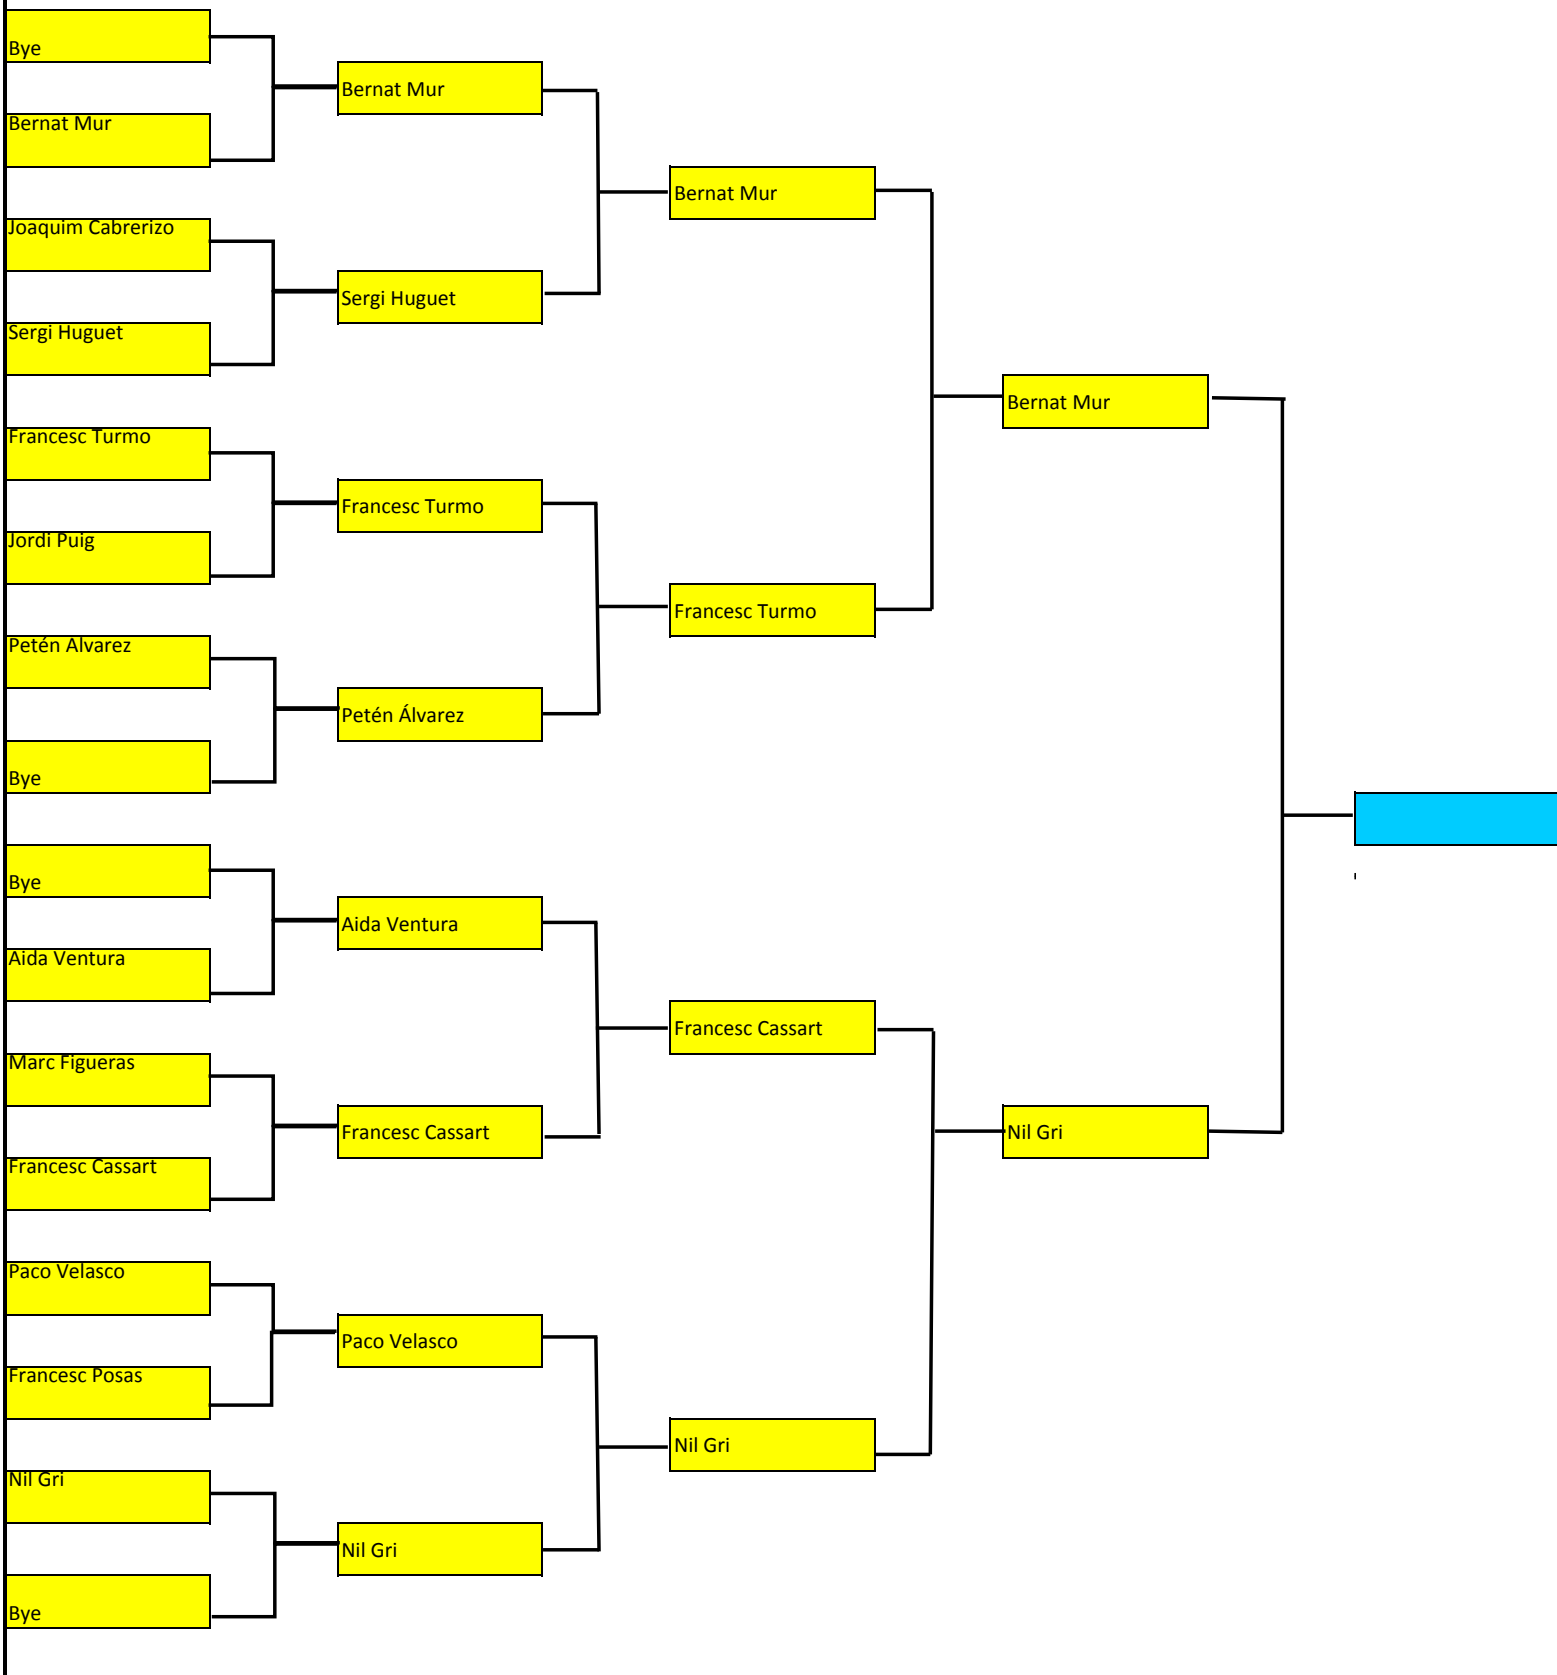 Bye
Bernat Mur
Joaquim Cabrerizo
Sergi Huguet
Francesc Turmo
Jordi Puig
Petén Álvarez
Bye
Bye
Aida Ventura
Marc Figueras
Francesc Cassart
Paco Velasco
Francesc Posas
Nil Gri
Bye
Bernat Mur
Sergi Huguet
Francesc Turmo
Petén Álvarez
Aida Ventura
Francesc Cassart
Paco Velasco
Nil Gri
Bernat Mur
Francesc Turmo
Francesc Cassart
Nil Gri
Bernat Mur
Nil Gri